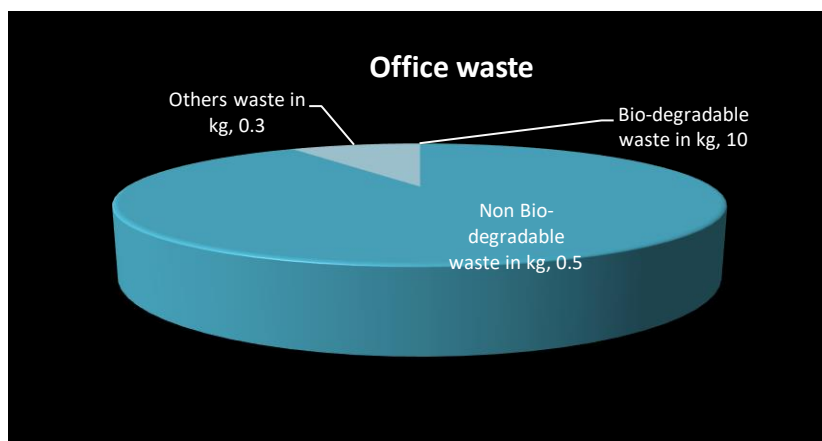 Office waste
Others waste in
kg, 0.3
Bio-degradable
waste in kg, 10
Non Bio-
degradable
waste in kg, 0.5